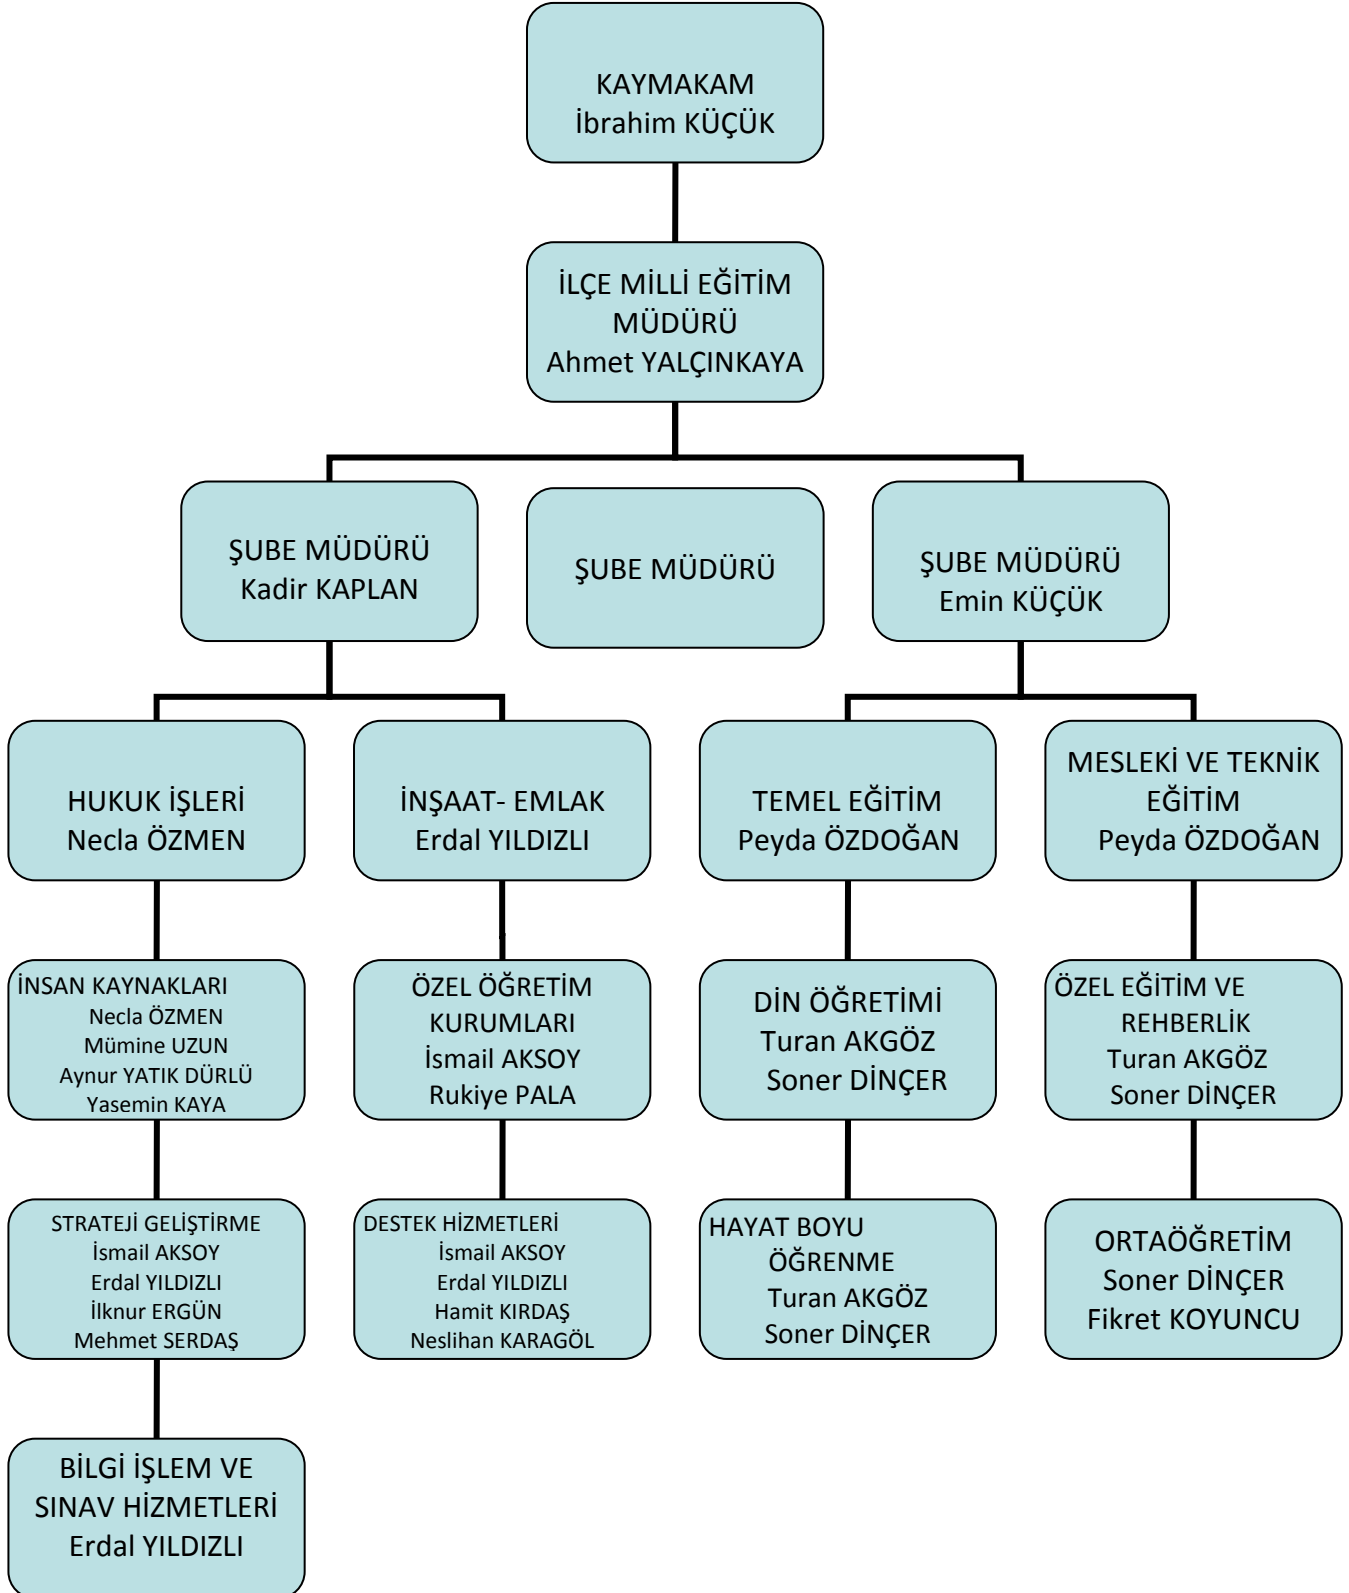 KAYMAKAM
İbrahim KÜÇÜK
İLÇE MİLLİ EĞİTİM
MÜDÜRÜ
Ahmet YALÇINKAYA
ŞUBE MÜDÜRÜ
Kadir KAPLAN
ŞUBE MÜDÜRÜ
ŞUBE MÜDÜRÜ
Emin KÜÇÜK
HUKUK İŞLERİ
Necla ÖZMEN
İNŞAAT- EMLAK
Erdal YILDIZLI
TEMEL EĞİTİM
Peyda ÖZDOĞAN
MESLEKİ VE TEKNİK
EĞİTİM
Peyda ÖZDOĞAN
İNSAN KAYNAKLARI
Necla ÖZMEN
Mümine UZUN
Aynur YATIK DÜRLÜ
Yasemin KAYA
ÖZEL ÖĞRETİM
KURUMLARI
İsmail AKSOY
Rukiye PALA
DİN ÖĞRETİMİ
Turan AKGÖZ
Soner DİNÇER
ÖZEL EĞİTİM VE
REHBERLİK
Turan AKGÖZ
Soner DİNÇER
STRATEJİ GELİŞTİRME
İsmail AKSOY
Erdal YILDIZLI
İlknur ERGÜN
Mehmet SERDAŞ
DESTEK HİZMETLERİ
İsmail AKSOY
Erdal YILDIZLI
Hamit KIRDAŞ
Neslihan KARAGÖL
HAYAT BOYU
ÖĞRENME
Turan AKGÖZ
Soner DİNÇER
ORTAÖĞRETİM
Soner DİNÇER
Fikret KOYUNCU
BİLGİ İŞLEM VE
SINAV HİZMETLERİ
Erdal YILDIZLI